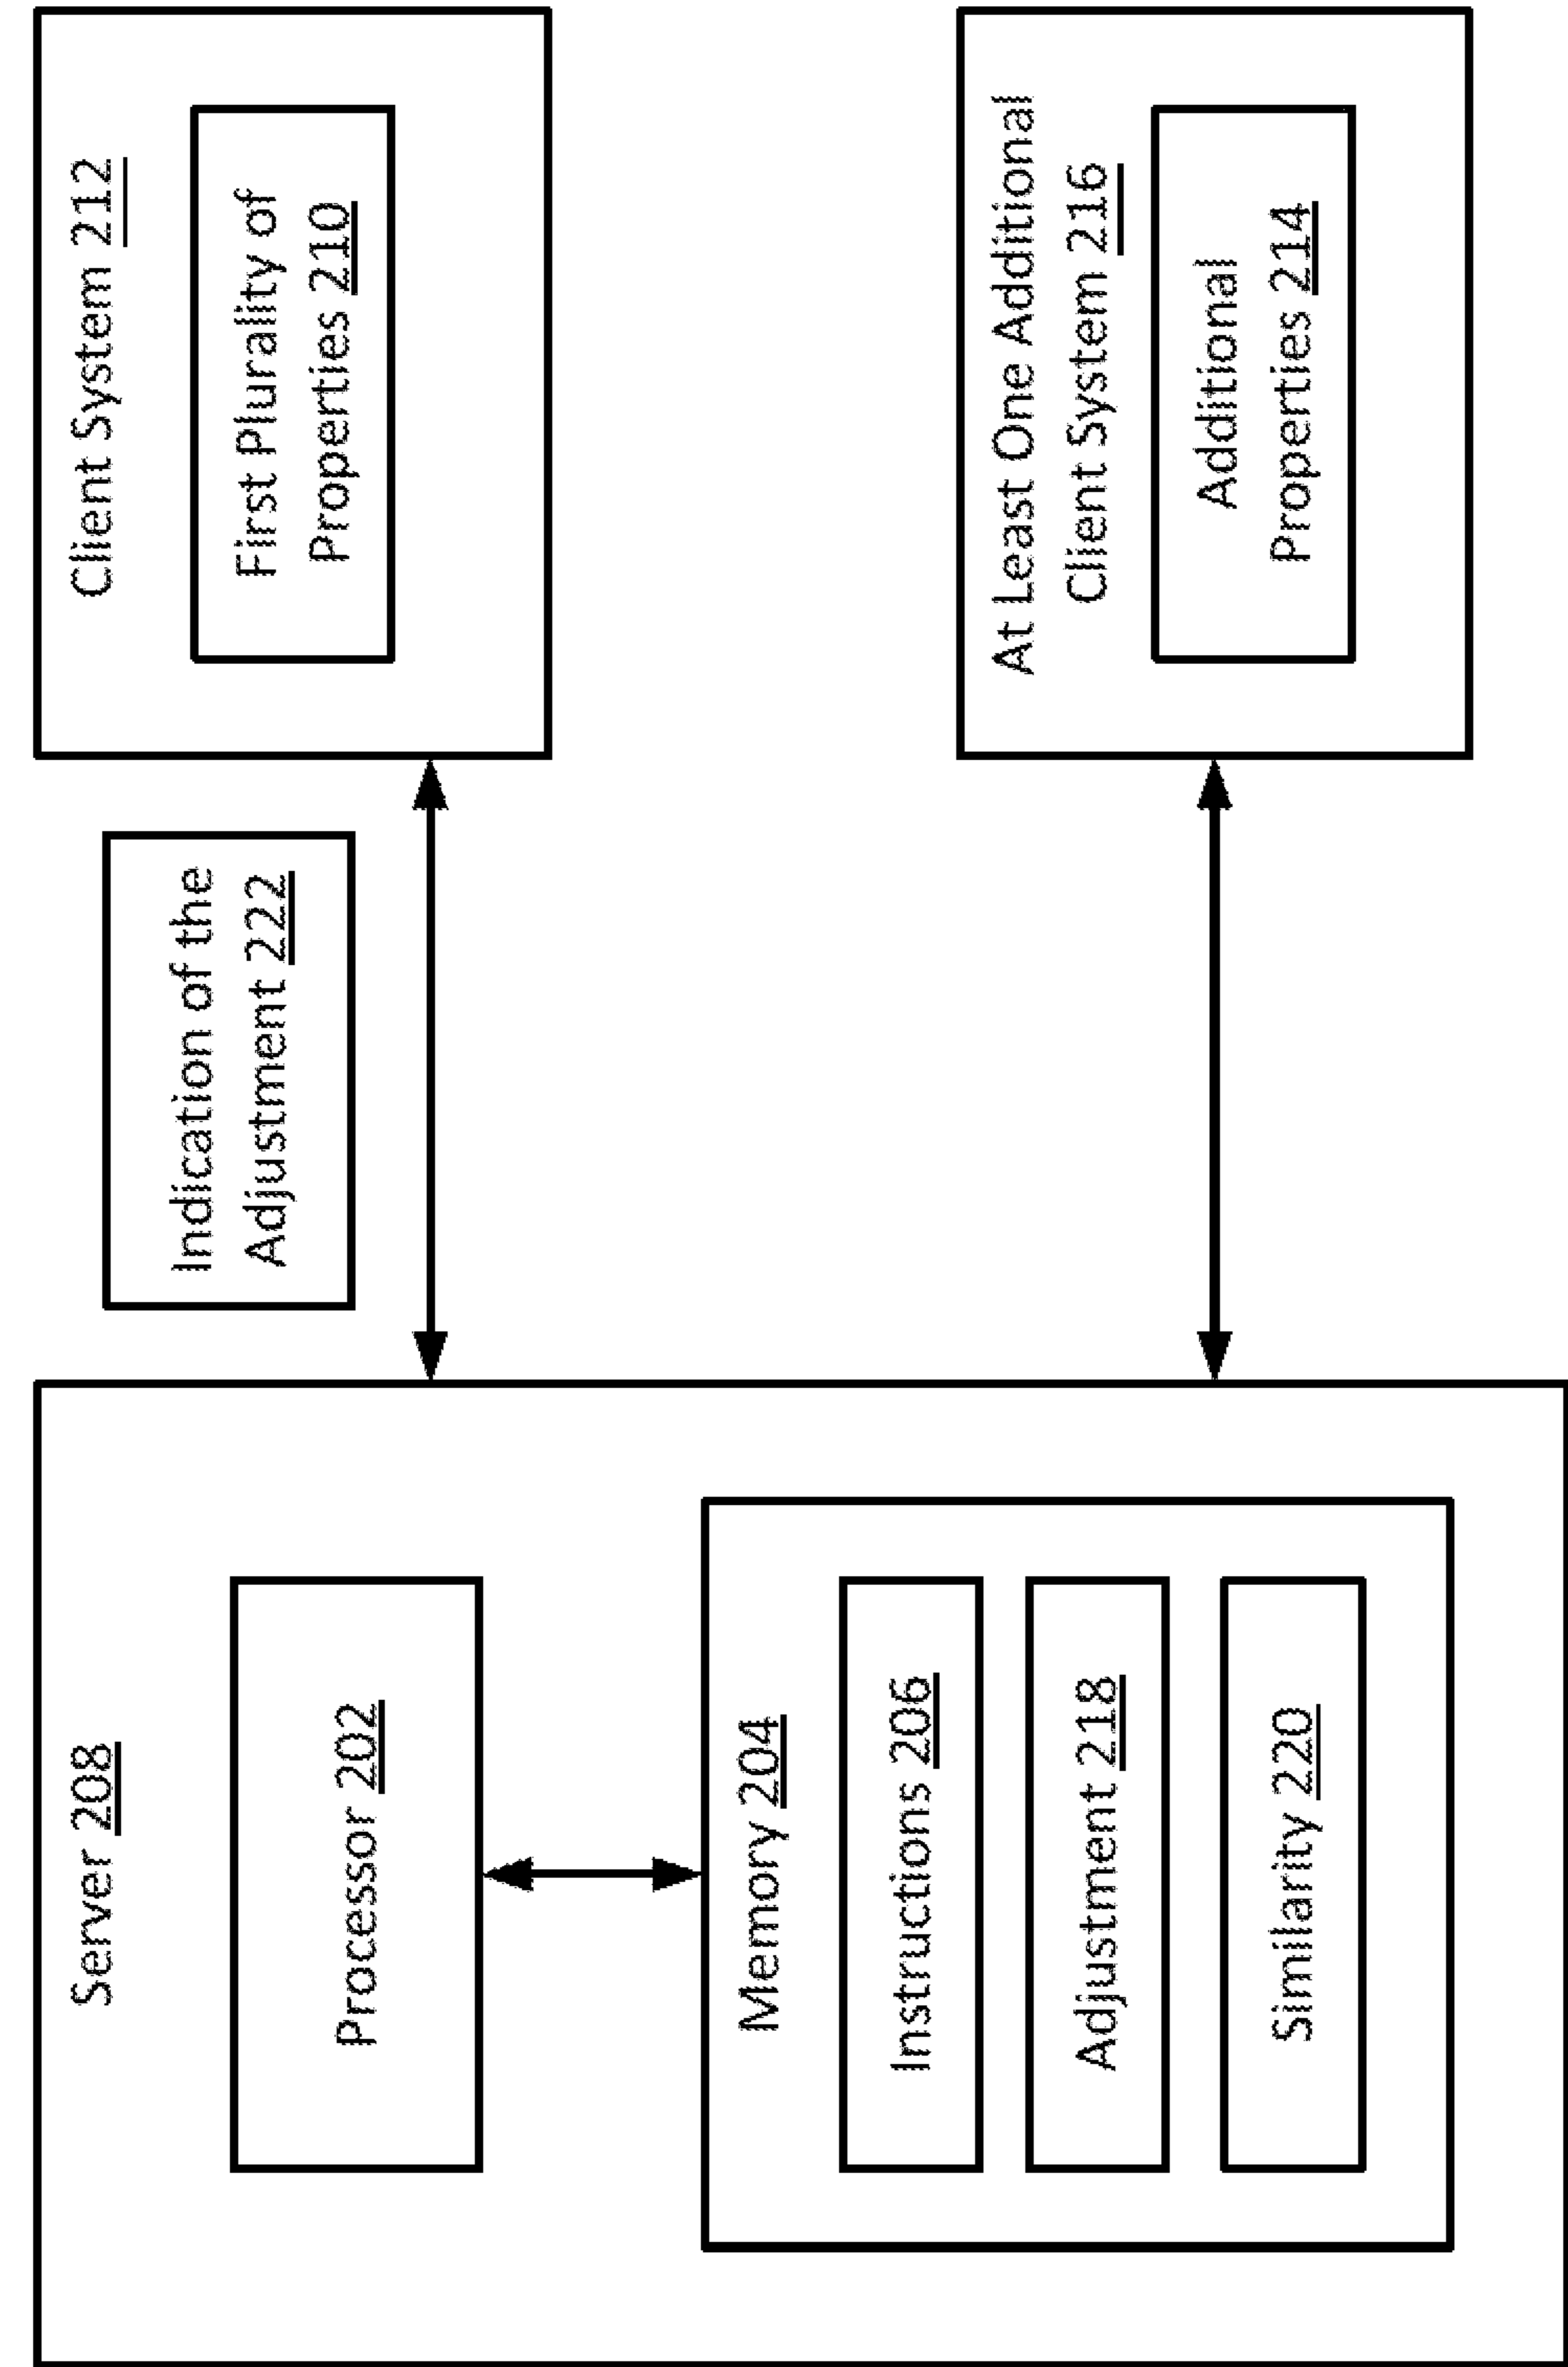 Server 208
Processor 202
Memory 204
Instructions 206
Adjustment 218
Similarity 220
Indication of the
Adjustment 222
Client System 212
First Plurality of
Properties 210
At Least One Additional
Client System 216
Additional
Properties 214